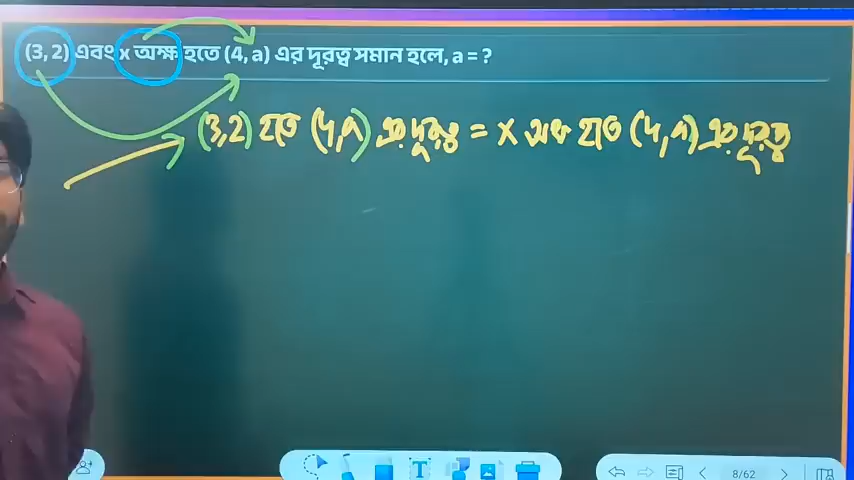 (3, 2) এবং x অক্ষ হতে (4, a) এর দূরত্ব সমান হলে, a = ?
(3,2) হতে (4,a) এর দূরত্ব = x অক্ষ হতে (4,a) এর দূরত্ব
T
8/62